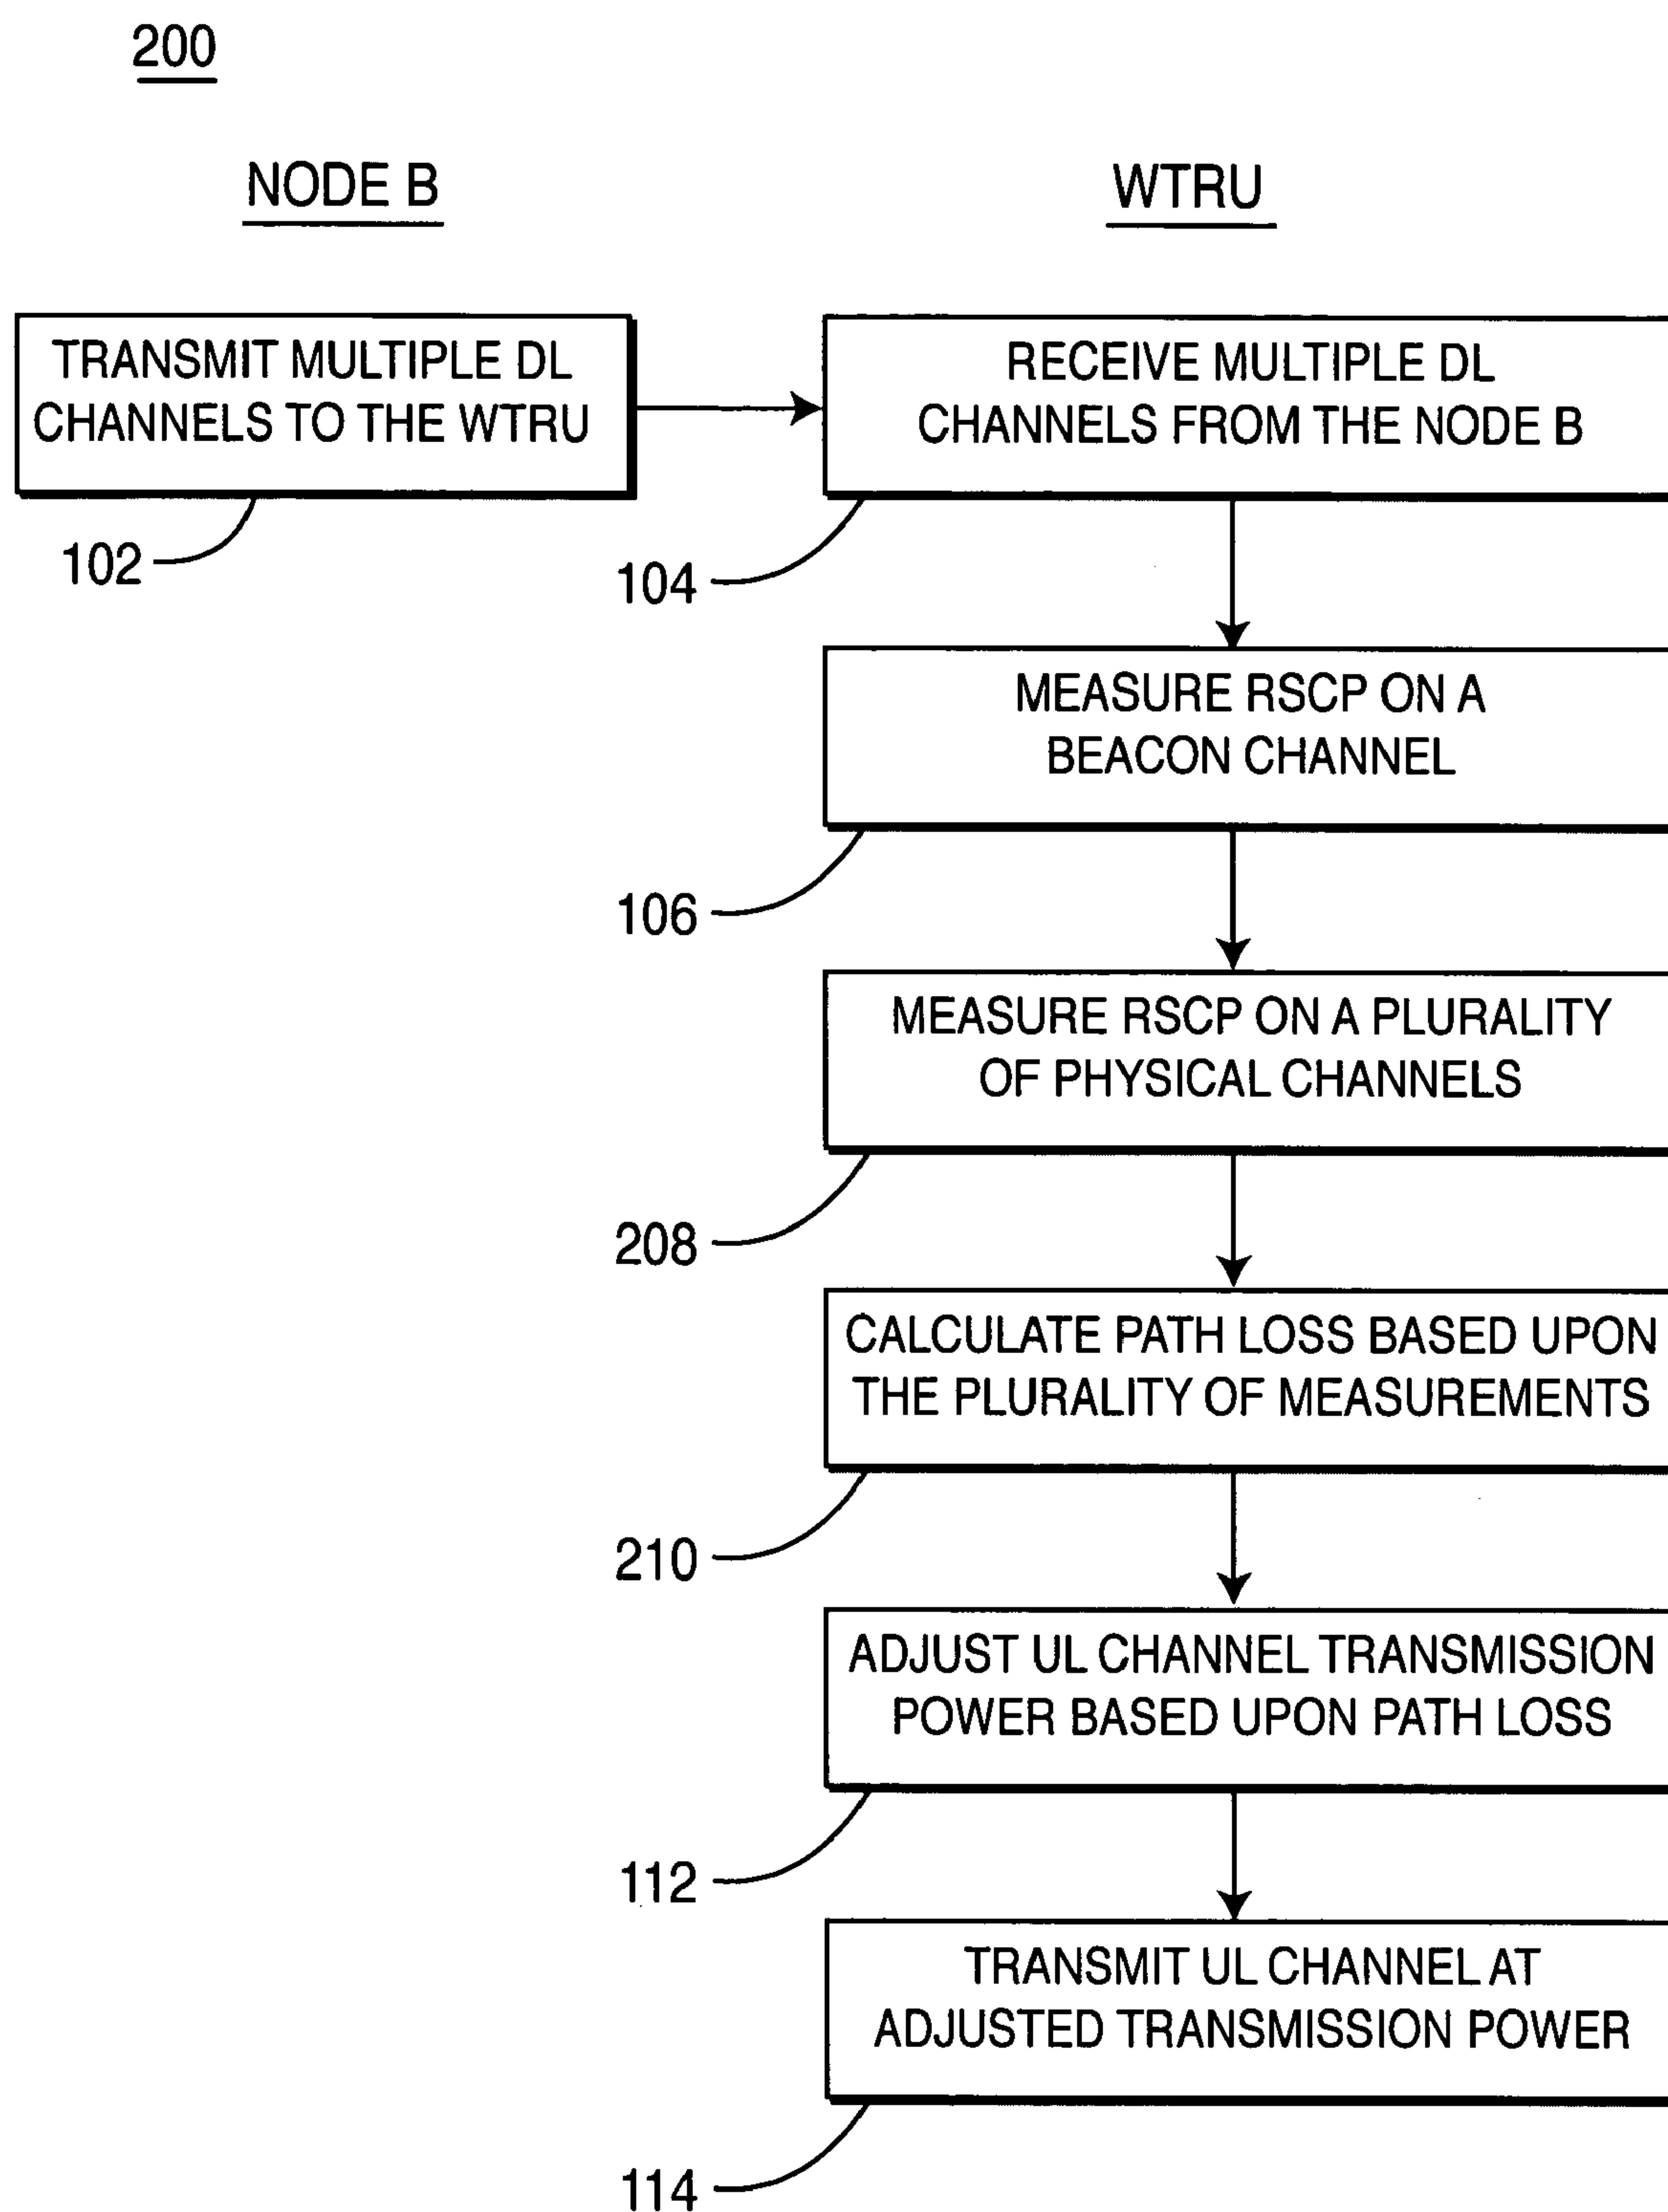 200
NODE B
WTRU
TRANSMIT MULTIPLE DL
CHANNELS TO THE WTRU
102
RECEIVE MULTIPLE DL
CHANNELS FROM THE NODE B
104
MEASURE RSCP ON A
BEACON CHANNEL
106
MEASURE RSCP ON A PLURALITY
OF PHYSICAL CHANNELS
208
CALCULATE PATH LOSS BASED UPON
THE PLURALITY OF MEASUREMENTS
210
ADJUST UL CHANNEL TRANSMISSION
POWER BASED UPON PATH LOSS
112
TRANSMIT UL CHANNEL AT
ADJUSTED TRANSMISSION POWER
114